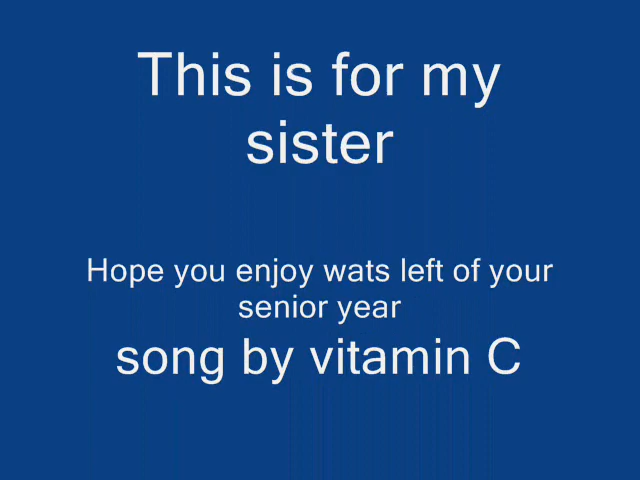 This is for my
sister
Hope you enjoy wats left of your
senior year
song by vitamin C